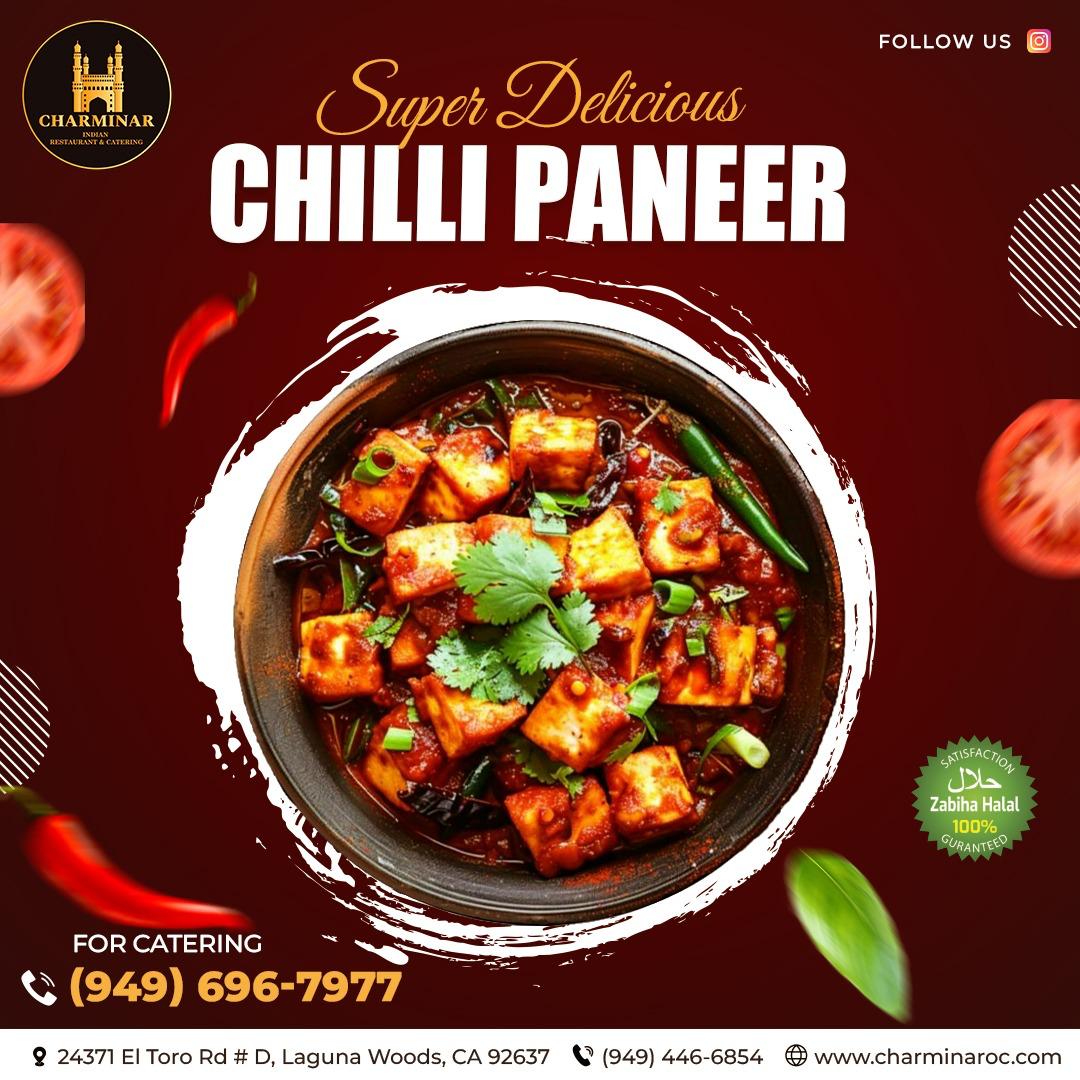 CHARMINAR
INDIAN
RESTAURANT & CATERING
FOLLOW US
Super Delicious
CHILLI PANEER
SATISFACTION
حلال
Zabiha Halal
100%
GURANTEED
FOR CATERING
(949) 696-7977
24371 El Toro Rd # D, Laguna Woods, CA 92637 (949) 446-6854 www.charminaroc.com